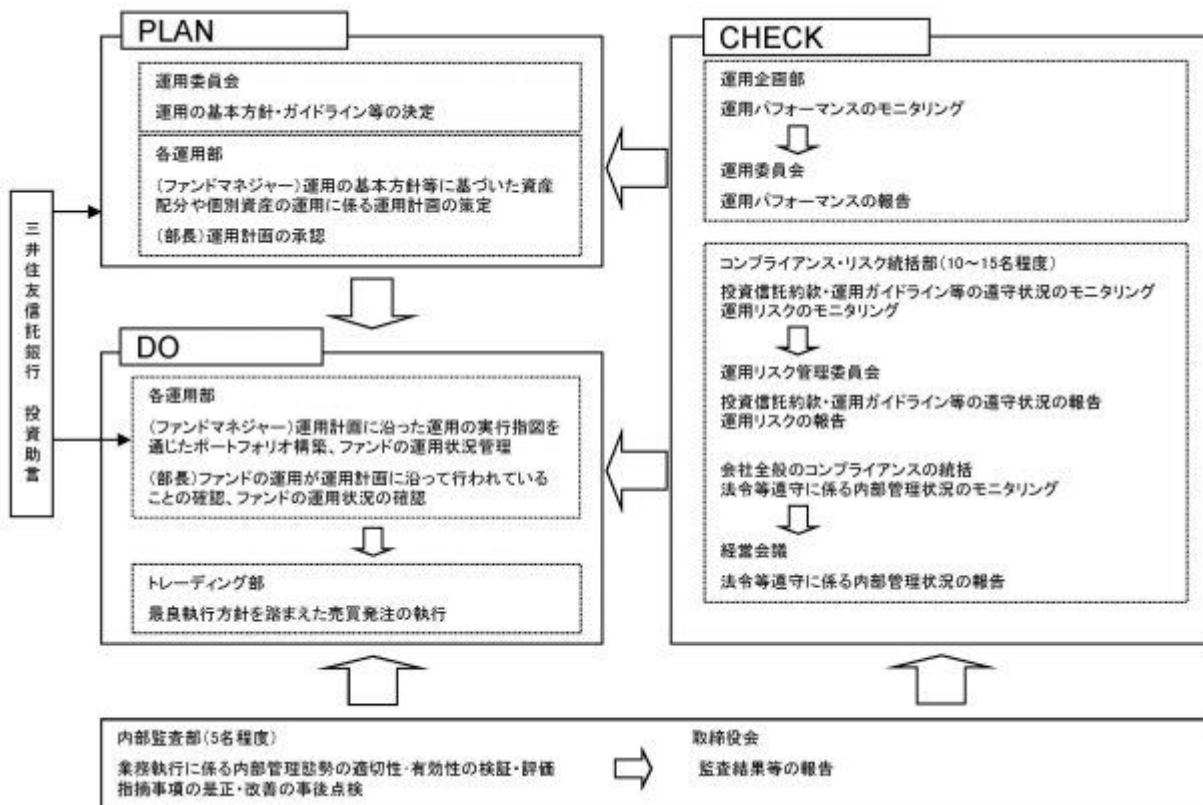 PLAN
運用委員会
運用の基本方針・ガイドライン等の決定
各運用部
(ファンドマネジャー)運用の基本方針等に基づいた資産
配分や個別資産の運用に係る運用計画の策定
(部長)運用計画の承認
三井住友信託銀行 投資助言
DO
各運用部
(ファンドマネジャー)運用計画に沿った運用の実行指図を
通じたポートフォリオ構築、ファンドの運用状況管理
(部長)ファンドの運用が運用計画に沿って行われている
ことの確認、ファンドの運用状況の確認
トレーディング部
最良執行方針を踏まえた売買発注の執行
CHECK
運用企画部
運用パフォーマンスのモニタリング
運用委員会
運用パフォーマンスの報告
コンプライアンス・リスク統括部(10～15名程度)
投資信託約款・運用ガイドライン等の遵守状況のモニタリング
運用リスクのモニタリング
運用リスク管理委員会
投資信託約款・運用ガイドライン等の遵守状況の報告
運用リスクの報告
会社全般のコンプライアンスの統括
法令等遵守に係る内部管理状況のモニタリング
経営会議
法令等遵守に係る内部管理状況の報告
内部監査部(5名程度)
業務執行に係る内部管理態勢の適切性・有効性の検証・評価
指摘事項の是正・改善の事後点検
取締役会
監査結果等の報告